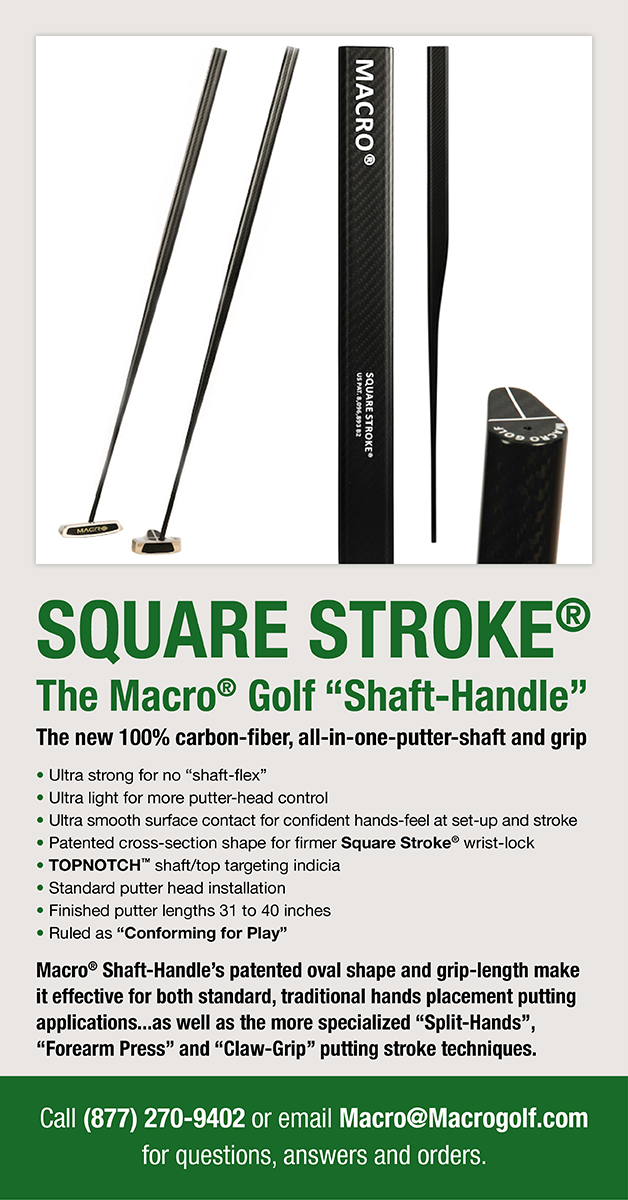 MACRO®
SQUARE STROKE®
US PAT. 8,096,893 B2
MACRO GOLF
MACRO
SQUARE STROKE®
The Macro® Golf “Shaft-Handle”
The new 100% carbon-fiber, all-in-one-putter-shaft and grip
• Ultra strong for no “shaft-flex”
• Ultra light for more putter-head control
• Ultra smooth surface contact for confident hands-feel at set-up and stroke
• Patented cross-section shape for firmer Square Stroke® wrist-lock
• TOPNOTCH™ shaft/top targeting indicia
• Standard putter head installation
• Finished putter lengths 31 to 40 inches
• Ruled as “Conforming for Play”
Macro® Shaft-Handle’s patented oval shape and grip-length make
it effective for both standard, traditional hands placement putting
applications...as well as the more specialized “Split-Hands”,
“Forearm Press” and “Claw-Grip” putting stroke techniques.
Call (877) 270-9402 or email Macro@Macrogolf.com
for questions, answers and orders.